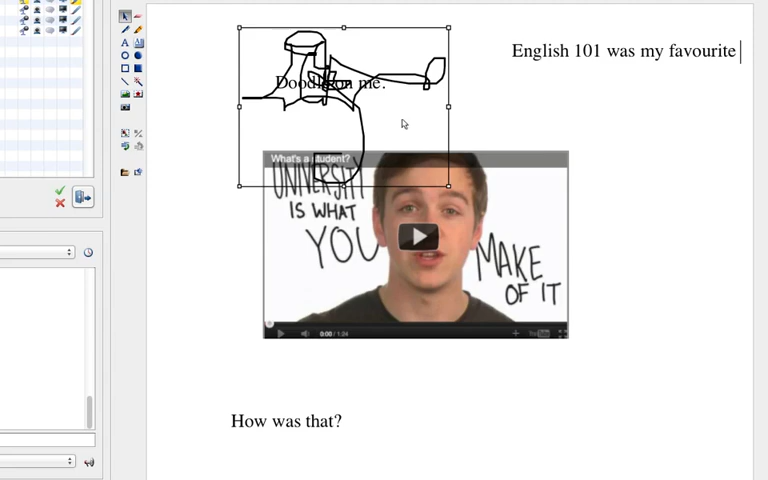 English 101 was my favourite
Doodle on me.
What's a student?
UNIVERSITY
IS WHAT
YOU
MAKE
OF IT
0:00 / 1:24
YouTube
How was that?